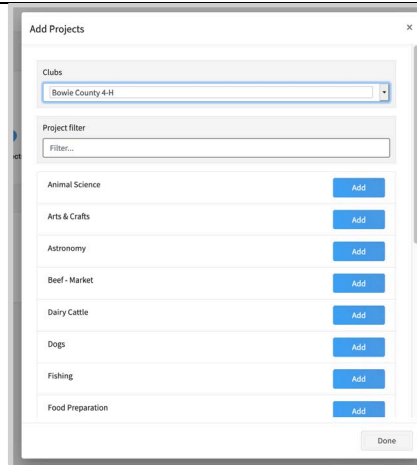 Add Projects
×
Clubs
Bowie County 4-H
Project filter
Filter...
Animal Science
Add
Arts & Crafts
Add
Astronomy
Add
Beef - Market
Add
Dairy Cattle
Add
Dogs
Add
Fishing
Add
Food Preparation
Add
Done